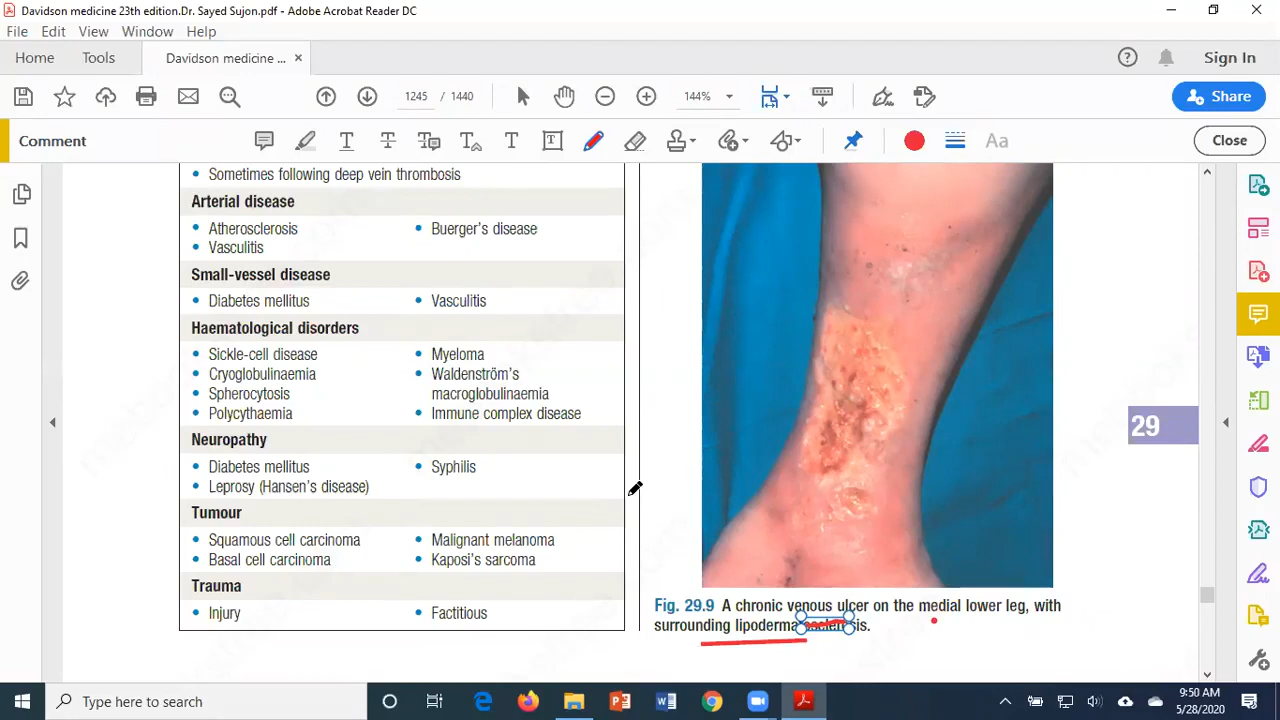 Davidson medicine 23th edition.Dr. Sayed Sujon.pdf - Adobe Acrobat Reader DC
File Edit View Window Help
Home Tools Davidson medicine ... × Sign In
1245 / 1440 144% Share
Comment Aa Close
• Sometimes following deep vein thrombosis
Arterial disease
• Atherosclerosis • Buerger's disease
• Vasculitis
Small-vessel disease
• Diabetes mellitus • Vasculitis
Haematological disorders
• Sickle-cell disease • Myeloma
• Cryoglobulinaemia • Waldenström's
• Spherocytosis macroglobulinaemia
• Polycythaemia • Immune complex disease
Neuropathy
• Diabetes mellitus • Syphilis
• Leprosy (Hansen's disease)
Tumour
• Squamous cell carcinoma • Malignant melanoma
• Basal cell carcinoma • Kaposi's sarcoma
Trauma
• Injury • Factitious
29
Fig. 29.9 A chronic venous ulcer on the medial lower leg, with
surrounding lipodermatosclerosis.
Type here to search
9:50 AM
5/28/2020